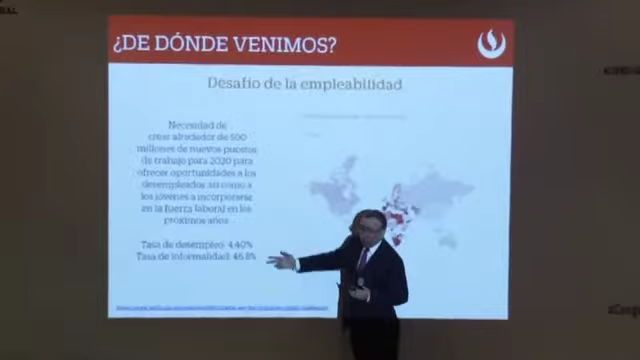 ¿DE DÓNDE VENIMOS?
Desafío de la empleabilidad
Necesidad de
crear alrededor de 500
millones de nuevos puestos
de trabajo para 2020 para
ofrecer oportunidades a los
desempleados así como a
los jóvenes a incorporarse
en la fuerza laboral en los
próximos años.
Tasa de desempleo: 4.40%
Tasa de informalidad: 46.8%